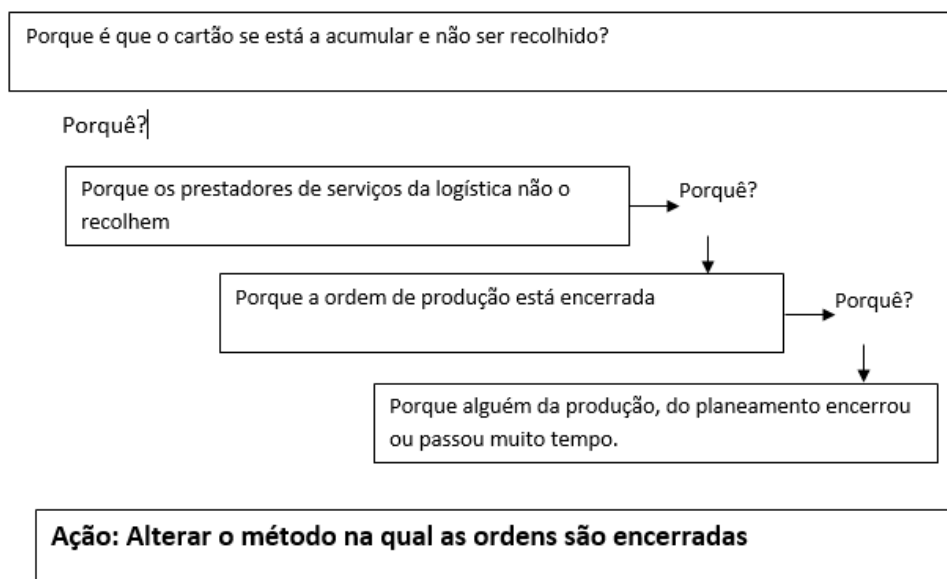 Porque é que o cartão se está a acumular e não ser recolhido?
Porquê?
Porque os prestadores de serviços da logística não o
recolhem
Porquê?
Porque a ordem de produção está encerrada
Porquê?
Porque alguém da produção, do planeamento encerrou
ou passou muito tempo.
Ação: Alterar o método na qual as ordens são encerradas